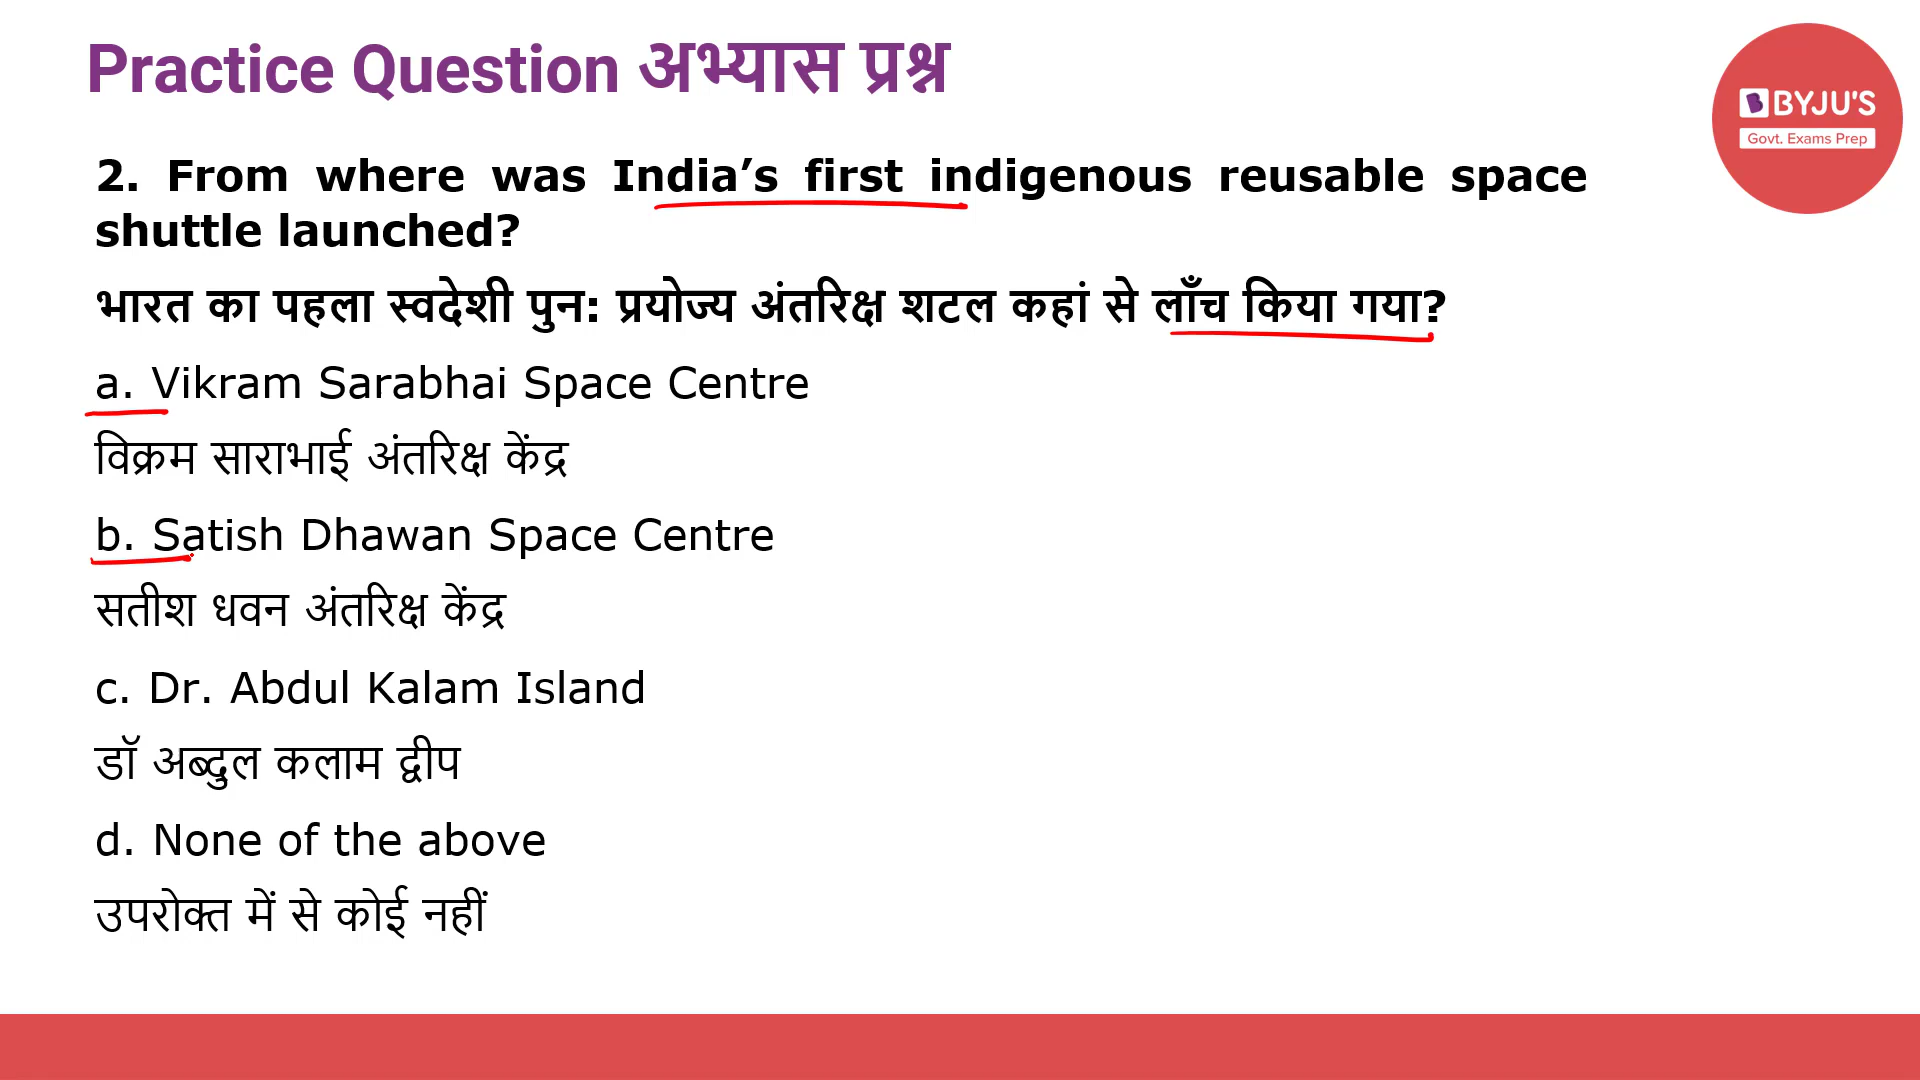 Practice Question अभ्यास प्रश्न
BYJU'S
Govt. Exams Prep
2. From where was India’s first indigenous reusable space
shuttle launched?
भारत का पहला स्वदेशी पुन: प्रयोज्य अंतरिक्ष शटल कहां से लाँच किया गया?
a. Vikram Sarabhai Space Centre
विक्रम साराभाई अंतरिक्ष केंद्र
b. Satish Dhawan Space Centre
सतीश धवन अंतरिक्ष केंद्र
c. Dr. Abdul Kalam Island
डॉ अब्दुल कलाम द्वीप
d. None of the above
उपरोक्त में से कोई नहीं